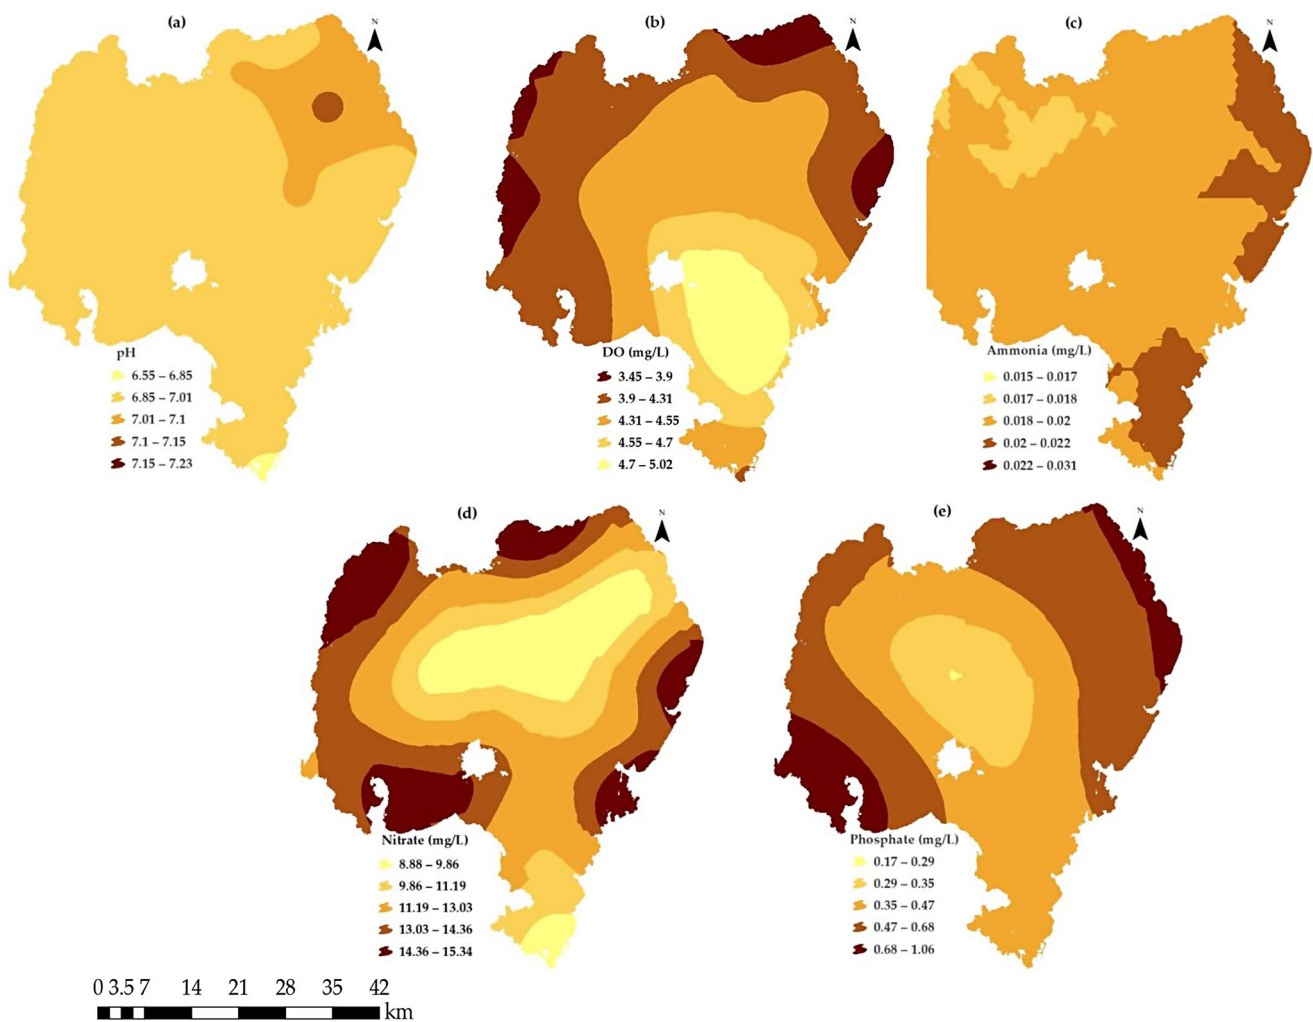 (a)
N
pH
6.55 – 6.85
6.85 – 7.01
7.01 – 7.1
7.1 – 7.15
7.15 – 7.23
(b)
N
DO (mg/L)
3.45 – 3.9
3.9 – 4.31
4.31 – 4.55
4.55 – 4.7
4.7 – 5.02
(c)
N
Ammonia (mg/L)
0.015 – 0.017
0.017 – 0.018
0.018 – 0.02
0.02 – 0.022
0.022 – 0.031
(d)
N
Nitrate (mg/L)
8.88 – 9.86
9.86 – 11.19
11.19 – 13.03
13.03 – 14.36
14.36 – 15.34
(e)
N
Phosphate (mg/L)
0.17 – 0.29
0.29 – 0.35
0.35 – 0.47
0.47 – 0.68
0.68 – 1.06
0 3.5 7 14 21 28 35 42
km